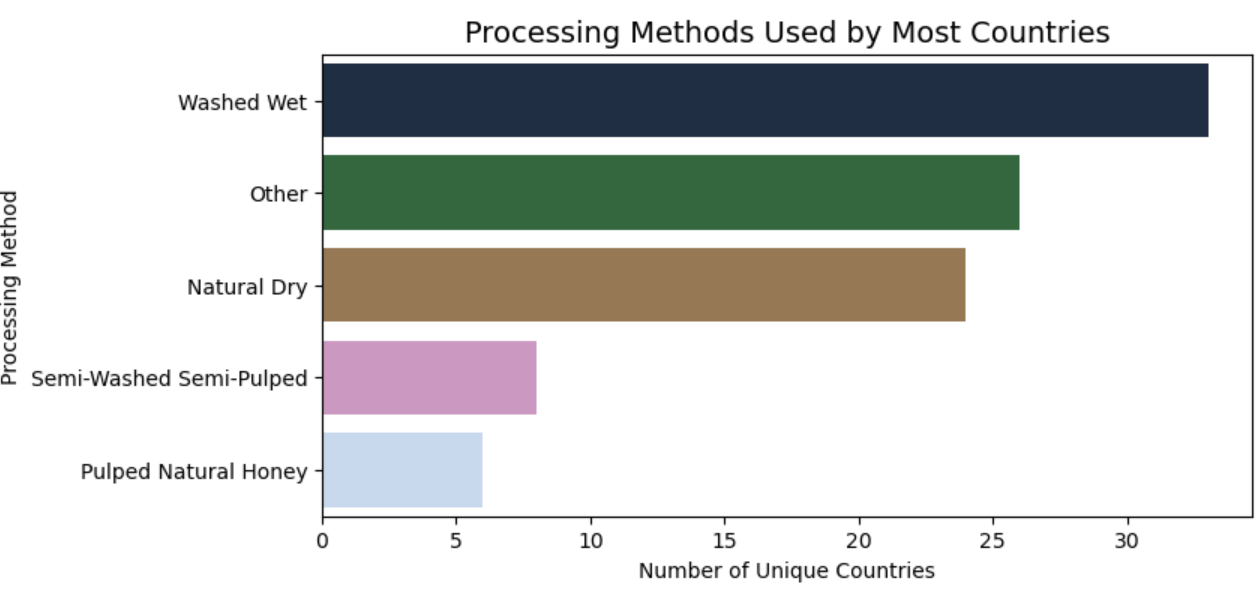 Processing Methods Used by Most Countries
Processing Method
Washed Wet
Other
Natural Dry
Semi-Washed Semi-Pulped
Pulped Natural Honey
0 5 10 15 20 25 30
Number of Unique Countries